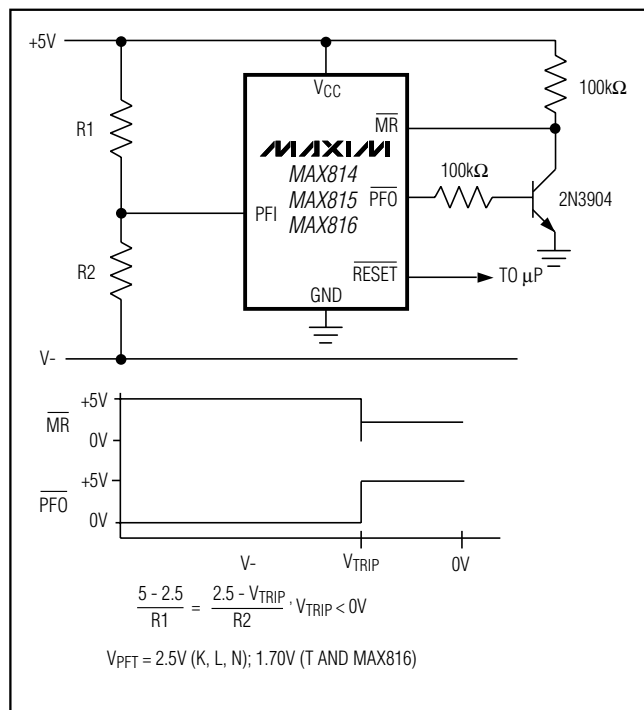 +5V
VCC
100kΩ
R1
MR
MAXIM
MAX814
100kΩ
MAX815
PFO
2N3904
PFI
MAX816
R2
RESET
TO µP
GND
V-
+5V
MR
0V
+5V
PFO
0V
V-
VTRIP
0V
5 - 2.5
R1
=
2.5 - VTRIP
R2
, VTRIP < 0V
VPFT = 2.5V (K, L, N); 1.70V (T AND MAX816)